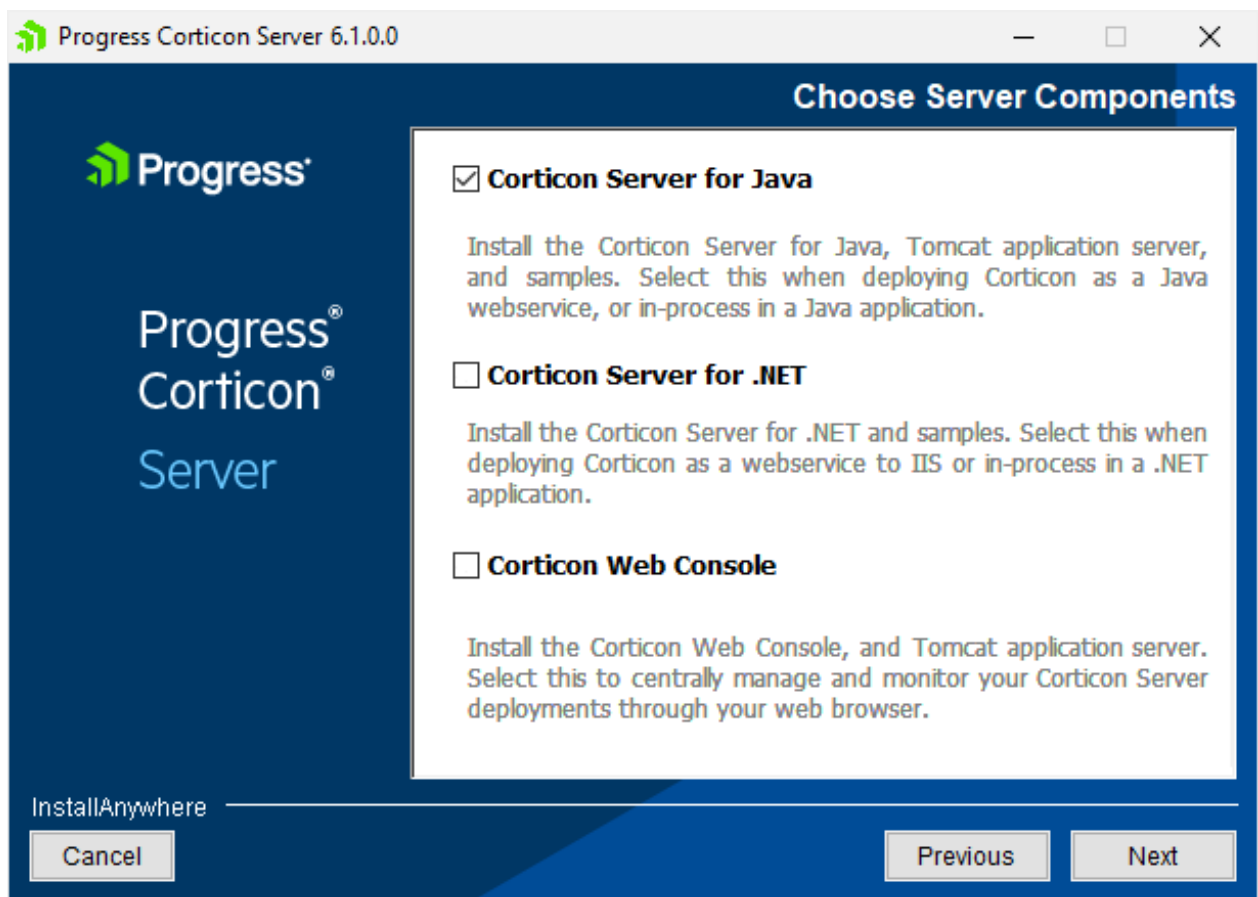 Progress Corticon Server 6.1.0.0
Choose Server Components
Progress
Progress®
Corticon®
Server
Corticon Server for Java
Install the Corticon Server for Java, Tomcat application server,
and samples. Select this when deploying Corticon as a Java
webservice, or in-process in a Java application.
Corticon Server for .NET
Install the Corticon Server for .NET and samples. Select this when
deploying Corticon as a webservice to IIS or in-process in a .NET
application.
Corticon Web Console
Install the Corticon Web Console, and Tomcat application server.
Select this to centrally manage and monitor your Corticon Server
deployments through your web browser.
InstallAnywhere
Cancel
Previous
Next